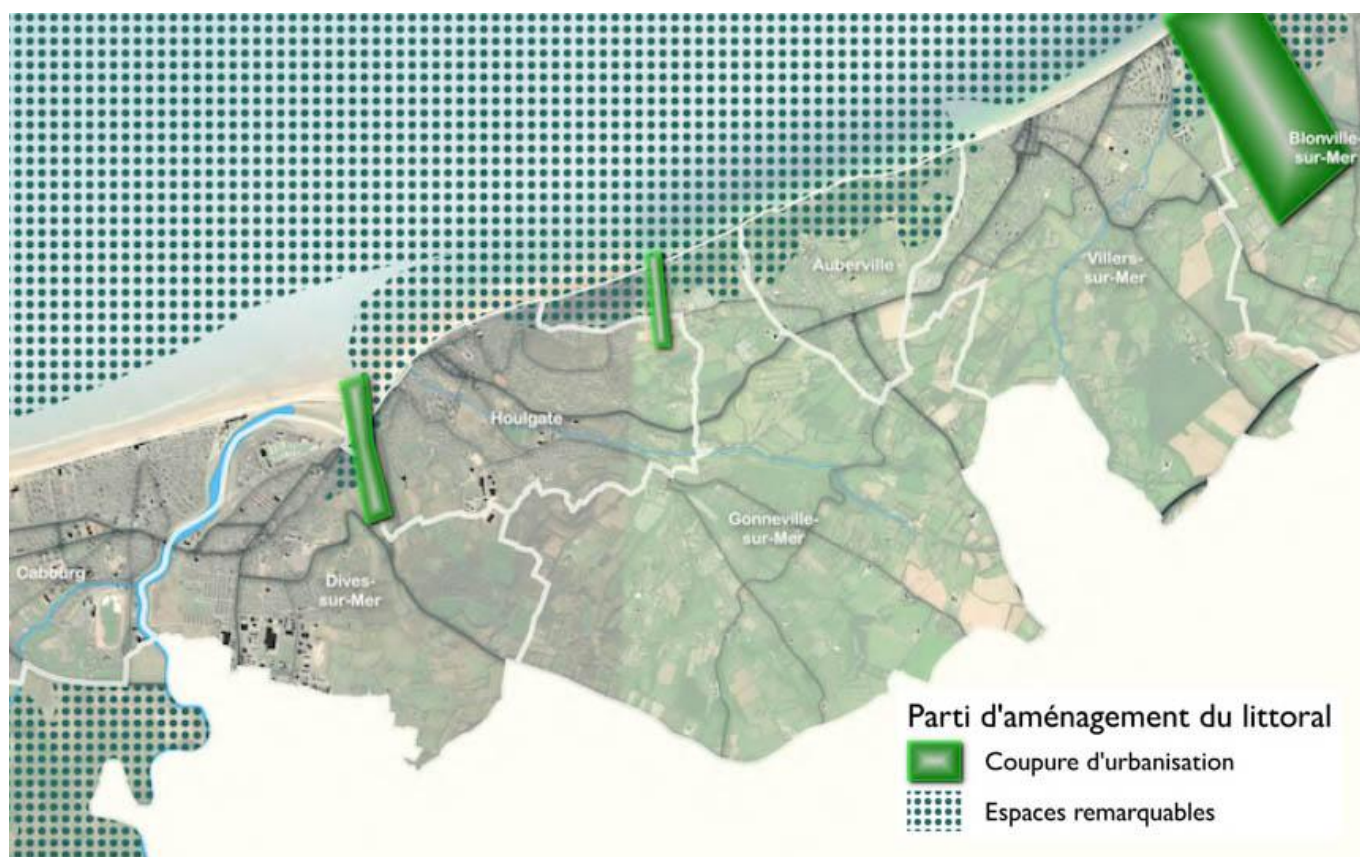 Blonville-
sur-Mer
Auberville
Villers-
sur-Mer
Houlgate
Gonneville-
sur-Mer
Cabourg
Dives-
sur-Mer
Parti d'aménagement du littoral
Coupure d'urbanisation
Espaces remarquables